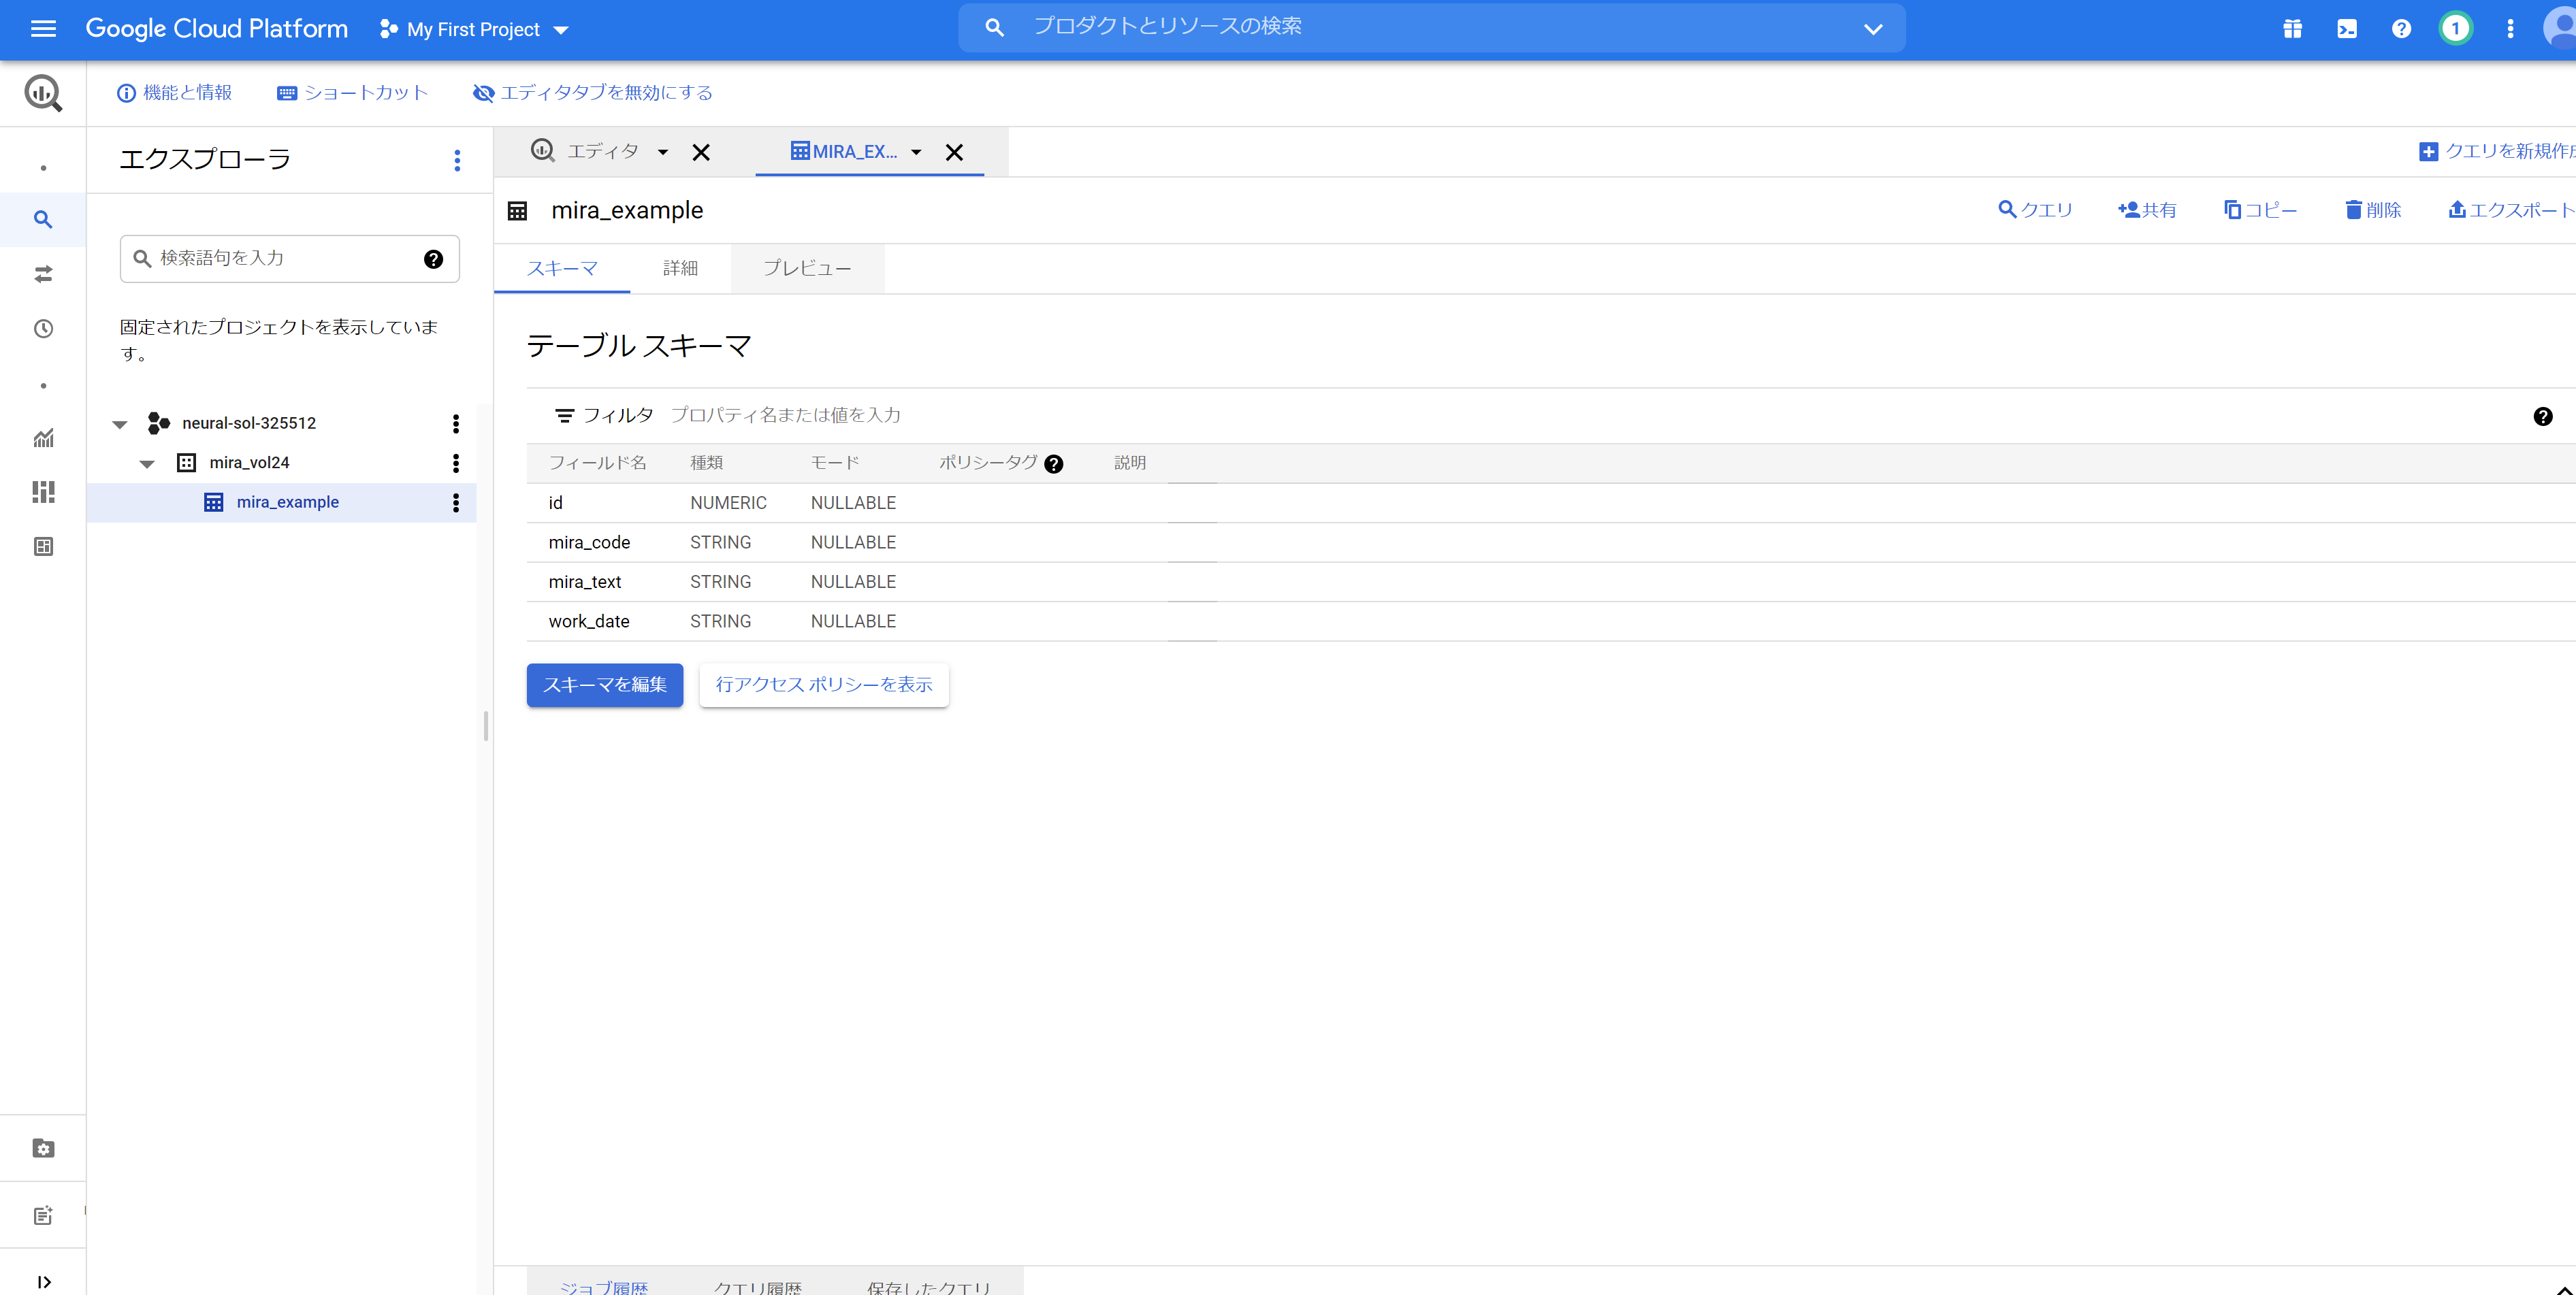 Google Cloud Platform My First Project プロダクトとリソースの検索 1
機能と情報 ショートカット エディタタブを無効にする
エクスプローラ
エディタ MIRA_EX... クエリを新規作成
mira_example クエリ 共有 コピー 削除 エクスポート
検索語句を入力
スキーマ 詳細 プレビュー
固定されたプロジェクトを表示していま
す。
テーブル スキーマ
フィルタ プロパティ名または値を入力
neural-sol-325512
mira_vol24
mira_example
フィールド名 種類 モード ポリシータグ 説明
id NUMERIC NULLABLE
mira_code STRING NULLABLE
mira_text STRING NULLABLE
work_date STRING NULLABLE
スキーマを編集 行アクセス ポリシーを表示
ジョブ履歴 クエリ履歴 保存したクエリ